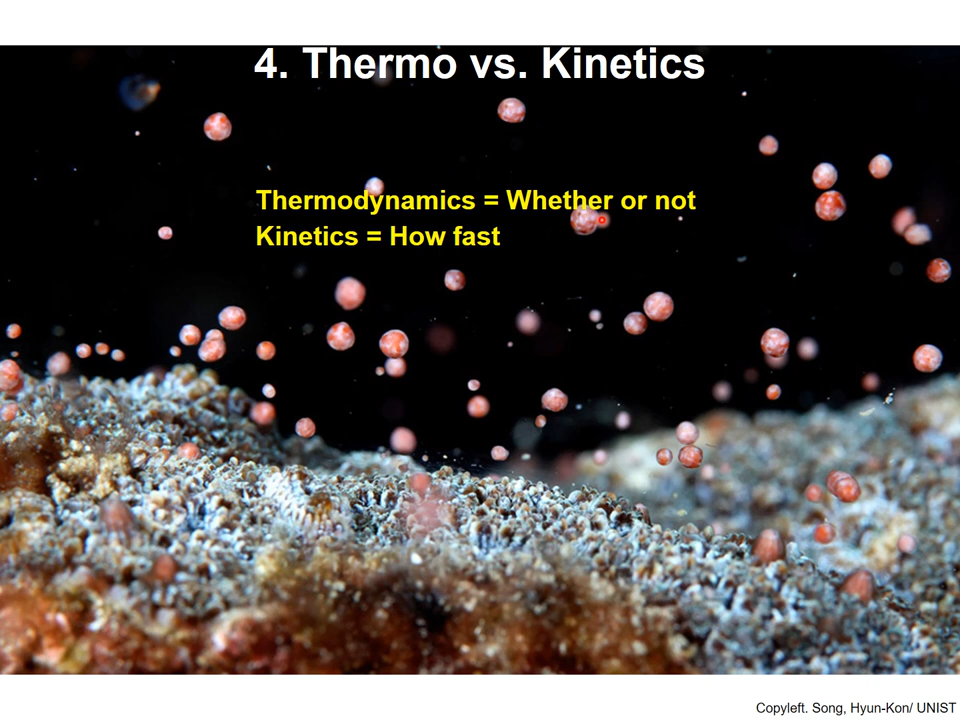 4. Thermo vs. Kinetics
Thermodynamics = Whether or not
Kinetics = How fast
Copyleft. Song, Hyun-Kon/ UNIST